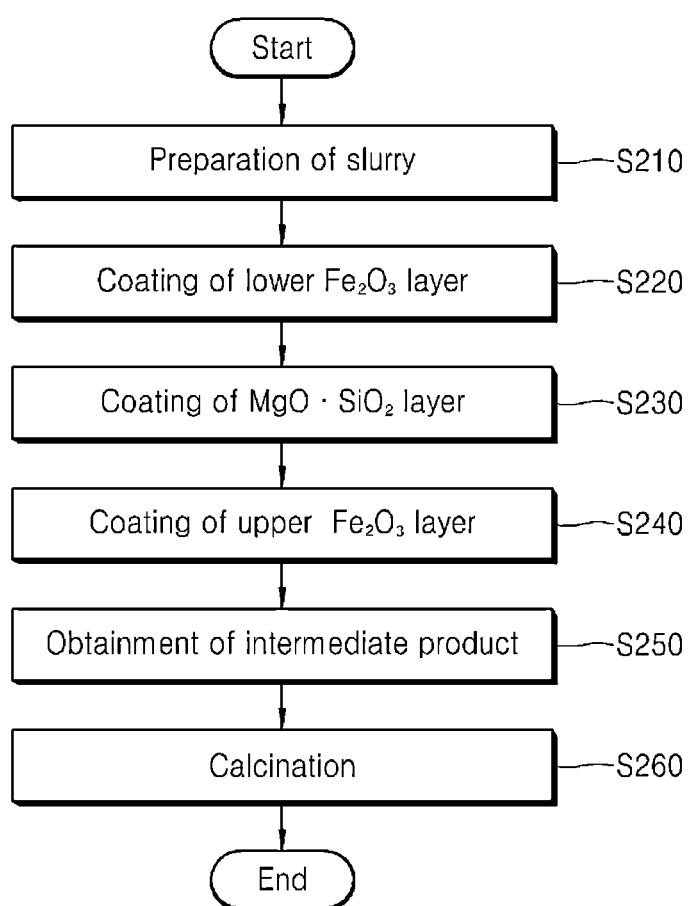 Start
Preparation of slurry S210
Coating of lower Fe₂O₃ layer S220
Coating of MgO · SiO₂ layer S230
Coating of upper Fe₂O₃ layer S240
Obtainment of intermediate product S250
Calcination S260
End